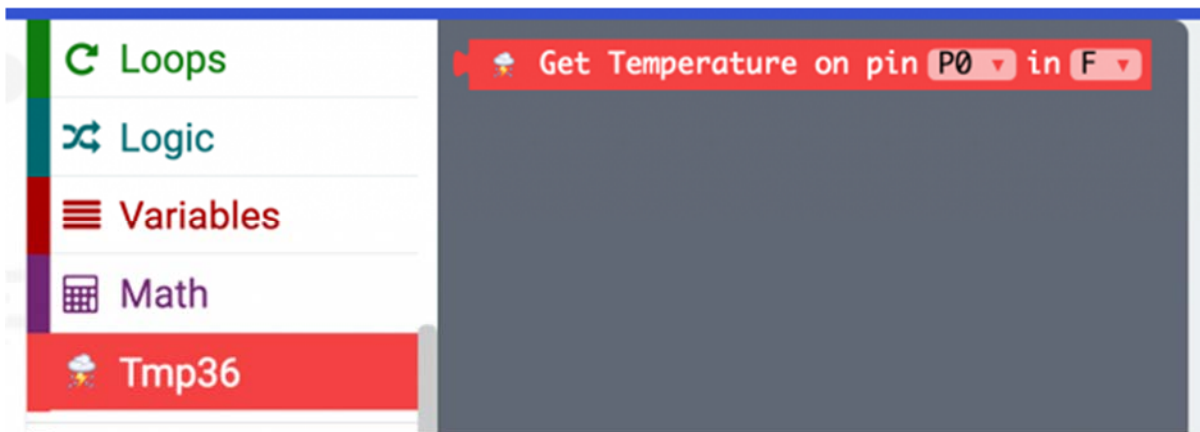 Loops
Logic
Variables
Math
Tmp36
Get Temperature on pin P0 in F